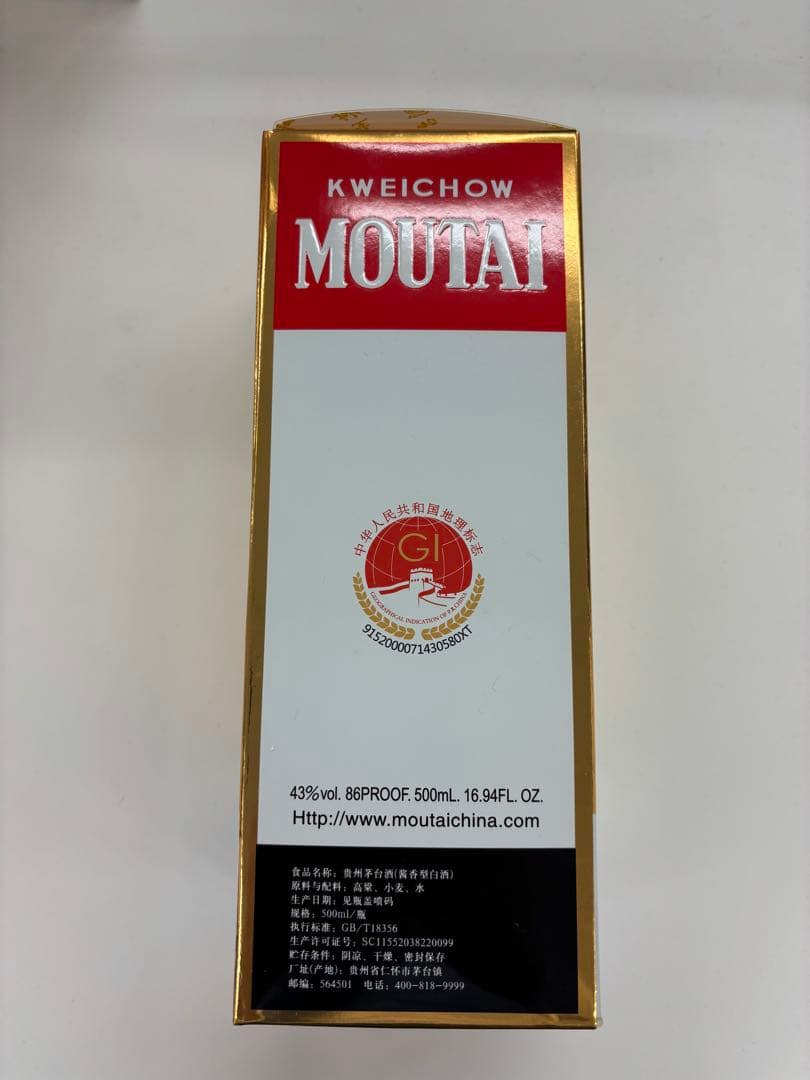 KWEICHOW
MOUTAI
中华人民共和国地理标志
GI
GEOGRAPHICAL INDICATION OF P.R.CHINA
9152000071430580XT
43%vol. 86PROOF. 500mL. 16.94FL. OZ.
Http://www.moutaichina.com
食品名称：贵州茅台酒(酱香型白酒)
原料与配料：高粱、小麦、水
生产日期：见瓶盖喷码
规格：500ml/瓶
执行标准：GB/T18356
生产许可证号：SC11552038220099
贮存条件：阴凉、干燥、密封保存
厂址(产地)：贵州省仁怀市茅台镇
邮编：564501 电话：400-818-9999